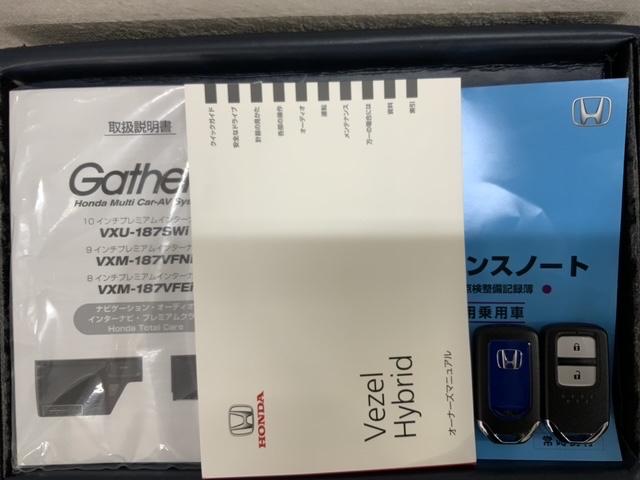 取扱説明書
Gathe
Honda Multi Car-AV Sys
10インチプレミアムインター
VXU-187SWi
9インチプレミアムインター
VXM-187VFN
8インチプレミアムインター
VXM-187VFEi
ナビゲーション・オーディオ
インターナビ・プレミアムクラ
Honda Total Care
クイックガイド
安全なドライブ
計器の見かた
各部の操作
オーディオ
運転
メンテナンス
万一の場合には
資料
索引
Vezel
Hybrid
オーナーズマニュアル
HONDA
ンスノート
点検整備記録簿
用乗用車